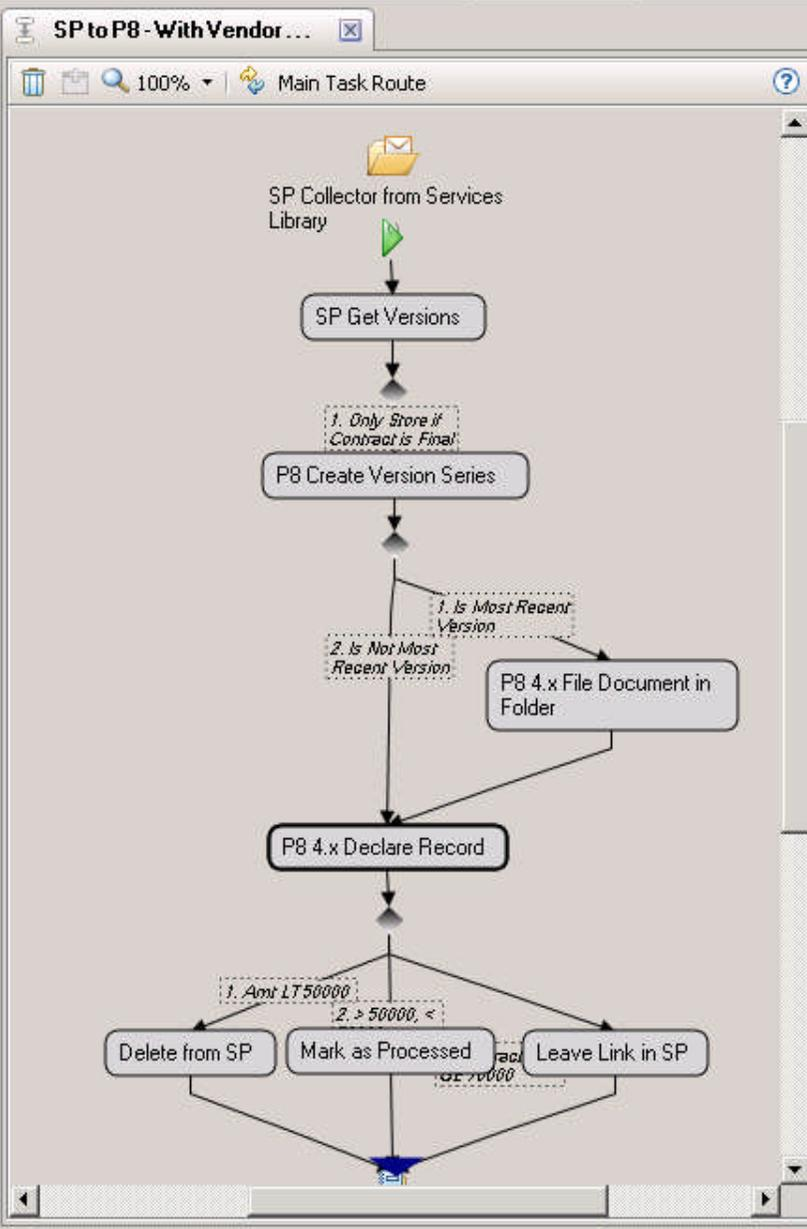 SP to P8 - With Vendor...
100%
Main Task Route
?
SP Collector from Services
Library
SP Get Versions
1. Only Store if
Contract is Final
P8 Create Version Series
1. Is Most Recent
Version
2. Is Not Most
Recent Version
P8 4.x File Document in
Folder
P8 4.x Declare Record
1. Amt LT 50000
2. > 50000, <
Delete from SP
Mark as Processed
Leave Link in SP